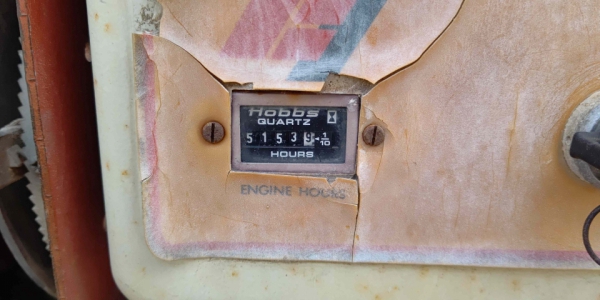 Hobbs
QUARTZ
5153 1/10
HOURS
ENGINE HOURS